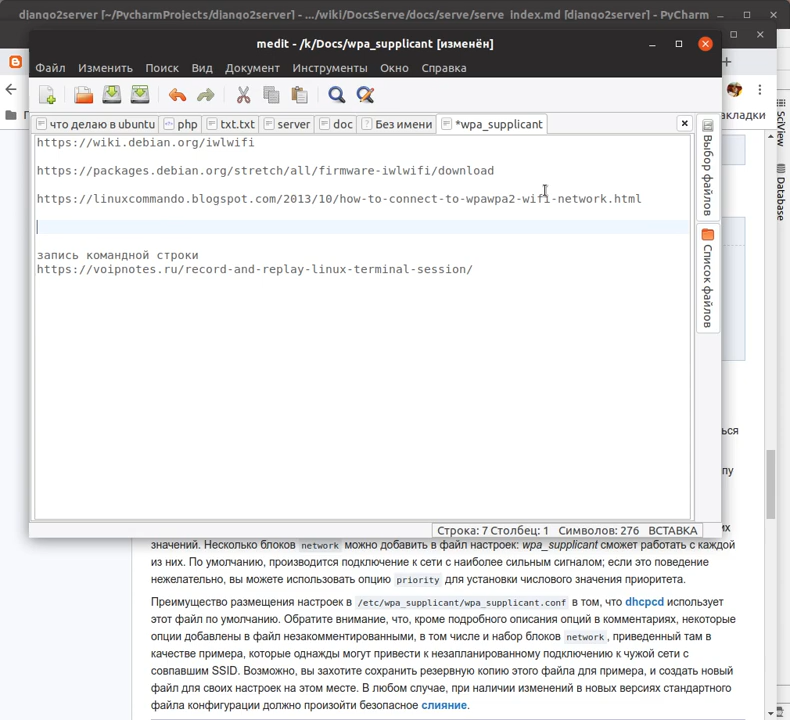 django2server [~/PycharmProjects/django2server] - .../wiki/DocsServe/docs/serve/serve_index.md [django2server] - PyCharm
medit - /k/Docs/wpa_supplicant [изменён]
Файл Изменить Поиск Вид Документ Инструменты Окно Справка
закладки
что делаю в ubuntu php txt.txt server doc Без имени *wpa_supplicant
https://wiki.debian.org/iwlwifi
https://packages.debian.org/stretch/all/firmware-iwlwifi/download
https://linuxcommando.blogspot.com/2013/10/how-to-connect-to-wpawpa2-wifi-network.html
запись командной строки
https://voipnotes.ru/record-and-replay-linux-terminal-session/
Выбор файлов
Список файлов
SciView
Database
ься
пу
Строка: 7 Столбец: 1 Символов: 276 ВСТАВКА
их
значений. Несколько блоков network можно добавить в файл настроек: wpa_supplicant сможет работать с каждой
из них. По умолчанию, производится подключение к сети с наиболее сильным сигналом; если это поведение
нежелательно, вы можете использовать опцию priority для установки числового значения приоритета.
Преимущество размещения настроек в /etc/wpa_supplicant/wpa_supplicant.conf в том, что dhcpcd использует
этот файл по умолчанию. Обратите внимание, что, кроме подробного описания опций в комментариях, некоторые
опции добавлены в файл незакомментированными, в том числе и набор блоков network, приведенный там в
качестве примера, которые однажды могут привести к незапланированному подключению к чужой сети с
совпавшим SSID. Возможно, вы захотите сохранить резервную копию этого файла для примера, и создать новый
файл для своих настроек на этом месте. В любом случае, при наличии изменений в новых версиях стандартного
файла конфигурации должно произойти безопасное слияние.